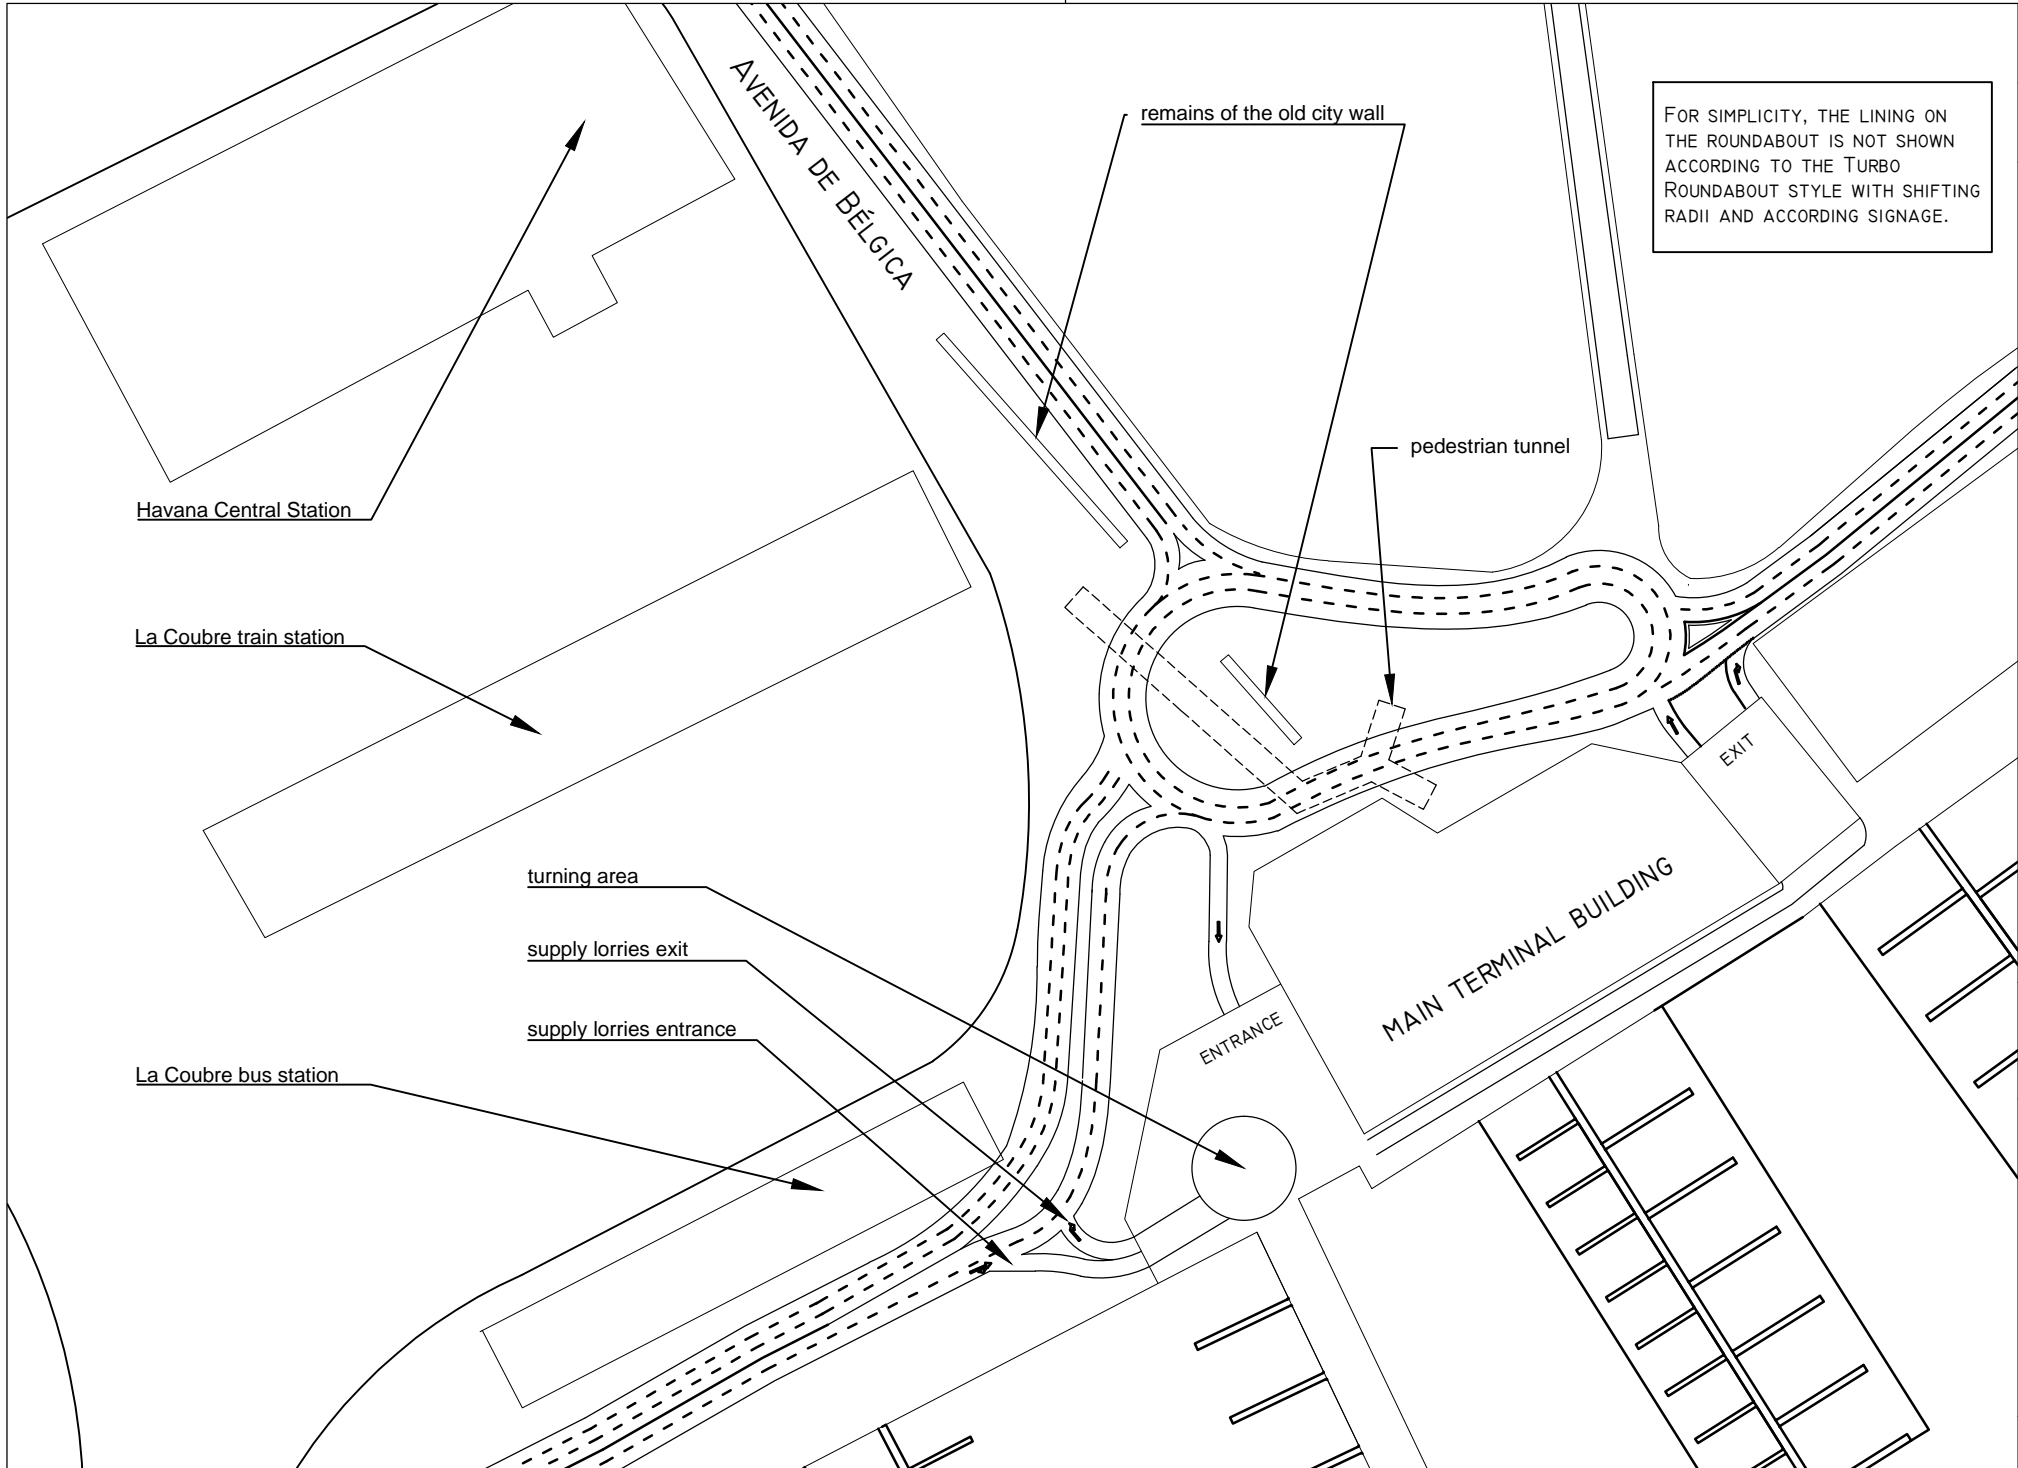 AVENIDA DE BÉLGICA
remains of the old city wall
FOR SIMPLICITY, THE LINING ON
THE ROUNDABOUT IS NOT SHOWN
ACCORDING TO THE TURBO
ROUNDABOUT STYLE WITH SHIFTING
RADII AND ACCORDING SIGNAGE.
pedestrian tunnel
Havana Central Station
La Coubre train station
EXIT
turning area
MAIN TERMINAL BUILDING
supply lorries exit
supply lorries entrance
ENTRANCE
La Coubre bus station